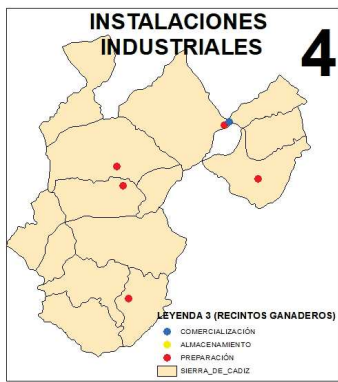 INSTALACIONES
INDUSTRIALES
4
LEYENDA 3 (RECINTOS GANADEROS)
COMERCIALIZACIÓN
ALMACENAMIENTO
PREPARACIÓN
SIERRA_DE_CADIZ